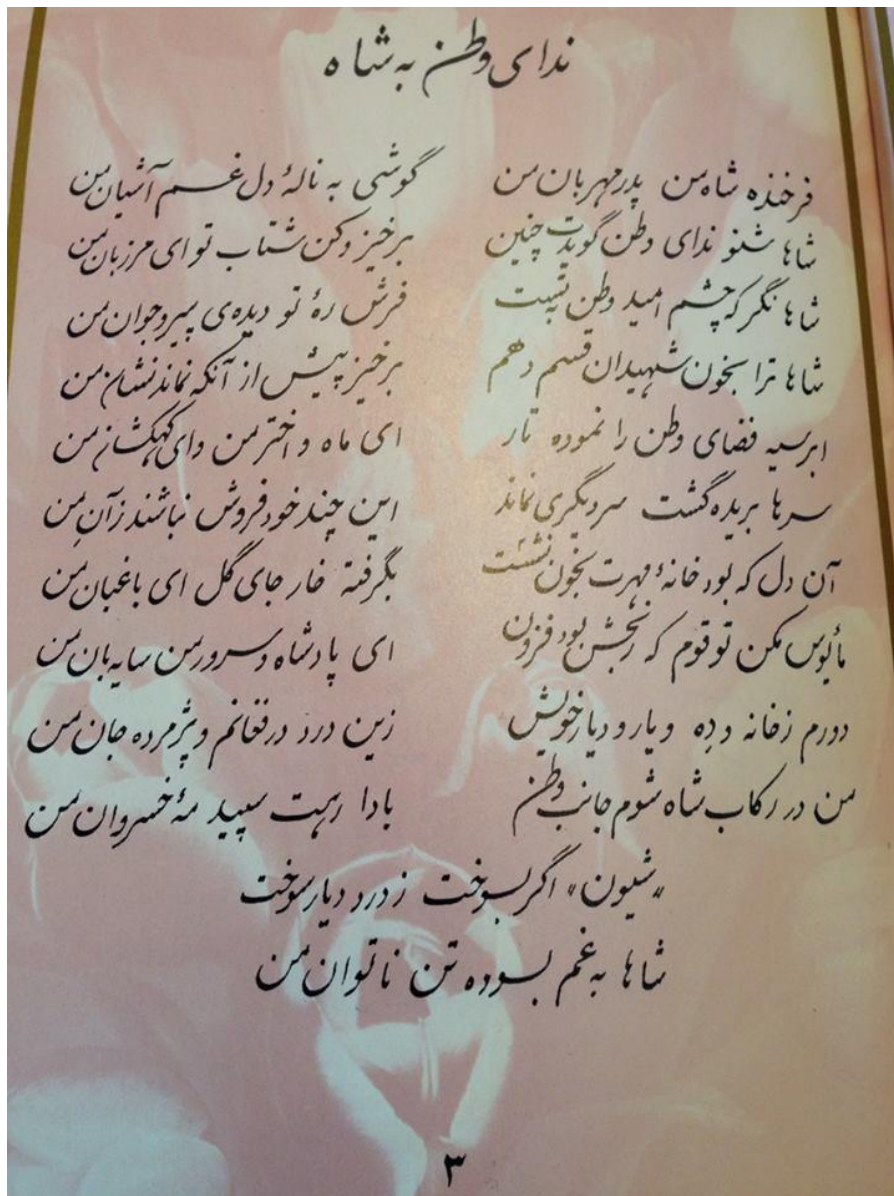 ندای وطن به شاه
فرخنده شاه من پدر مهربان من گوشی به نالهٔ دل غم آشیان من
شاها شنو ندای وطن گویدت چنین برخیز و کن شتاب تو ای مرزبان من
شاها نگر که چشم امید وطن به تست فرش رهٔ تو دیده‌ی پیر و جوان من
شاها ترا بخون شهیدان قسم دهم برخیز پیش از آنکه نماند نشان من
ابر سیه فضای وطن را نموده تار ای ماه و اختر من وای کهکشان من
سرها بریده گشت سر دیگری نماند این چند خودفروش نباشند زآنِ من
آن دل که بود خانهٔ مهرت بخون نشست بگرفته خار جای گل ای باغبان من
مأیوس مکن تو قوم که رنجش بود فزون ای پادشاه و سرور من سایه بان من
دورم زخانه و دِه و یار و دیار خویش زین درد در فغانم و پژمرده جان من
من در رکاب شاه شوم جانب وطن بادا رهت سپید مهٔ خسروان من
«شیون» اگر بسوخت ز درد دیار سوخت
شاها به غم بسوده تن ناتوان من
۳